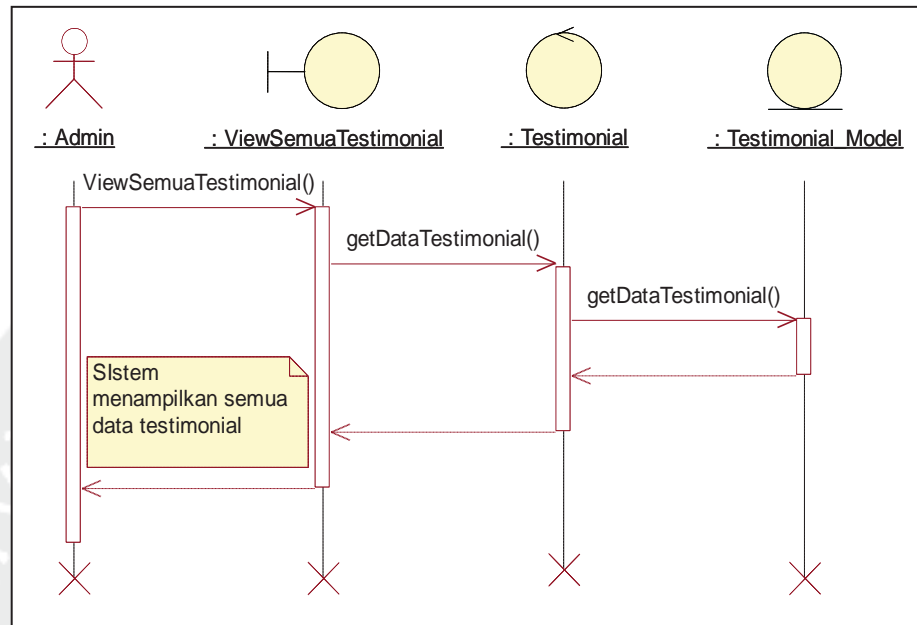 : Admin
: ViewSemuaTestimonial
: Testimonial
: Testimonial_Model
ViewSemuaTestimonial()
getDataTestimonial()
getDataTestimonial()
SIstem
menampilkan semua
data testimonial